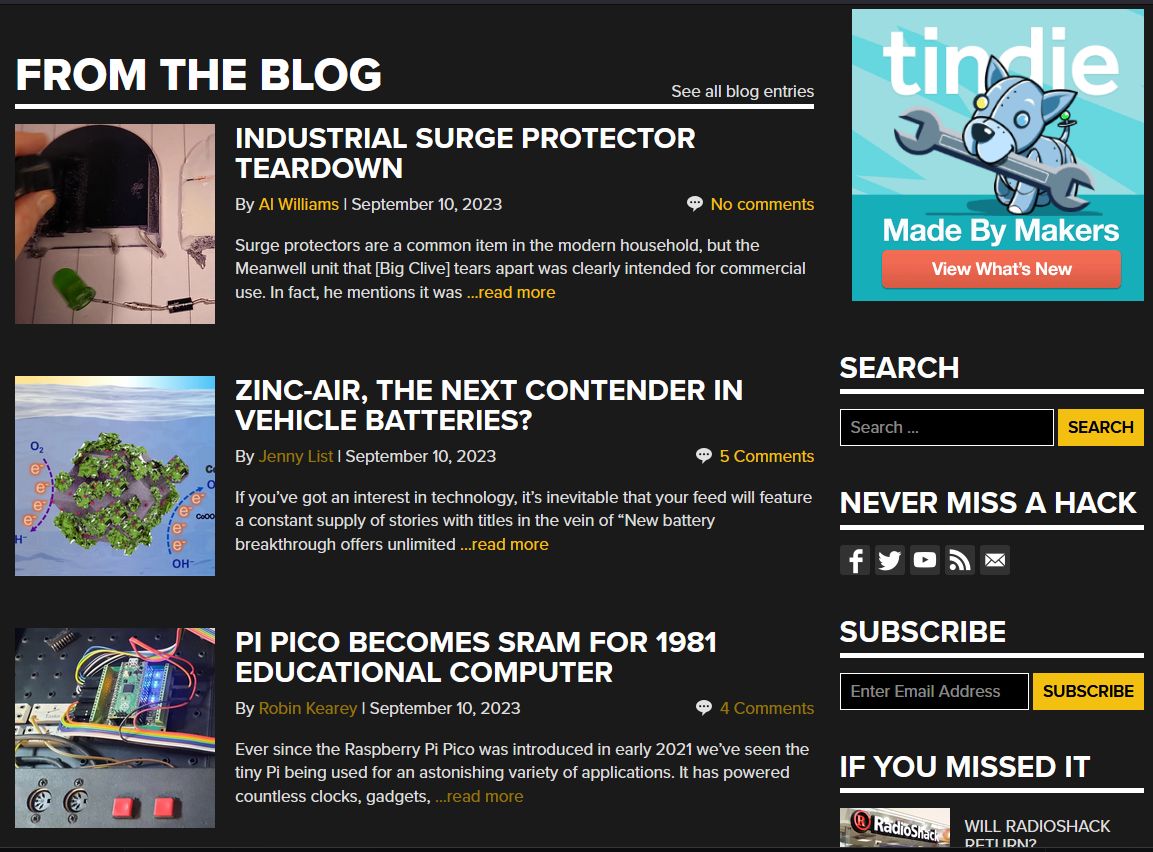 FROM THE BLOG
See all blog entries
INDUSTRIAL SURGE PROTECTOR
TEARDOWN
By Al Williams | September 10, 2023
No comments
Surge protectors are a common item in the modern household, but the
Meanwell unit that [Big Clive] tears apart was clearly intended for commercial
use. In fact, he mentions it was ...read more
O₂
e⁻
e⁻
e⁻
e⁻
H⁻
e⁻
e⁻
e⁻
e⁻
OH⁻
ZINC-AIR, THE NEXT CONTENDER IN
VEHICLE BATTERIES?
By Jenny List | September 10, 2023
5 Comments
If you’ve got an interest in technology, it’s inevitable that your feed will feature
a constant supply of stories with titles in the vein of “New battery
breakthrough offers unlimited ...read more
PI PICO BECOMES SRAM FOR 1981
EDUCATIONAL COMPUTER
By Robin Kearey | September 10, 2023
4 Comments
Ever since the Raspberry Pi Pico was introduced in early 2021 we’ve seen the
tiny Pi being used for an astonishing variety of applications. It has powered
countless clocks, gadgets, ...read more
tindie
Made By Makers
View What’s New
SEARCH
Search ...
SEARCH
NEVER MISS A HACK
SUBSCRIBE
Enter Email Address
SUBSCRIBE
IF YOU MISSED IT
RadioShack
WILL RADIOSHACK
RETURN?